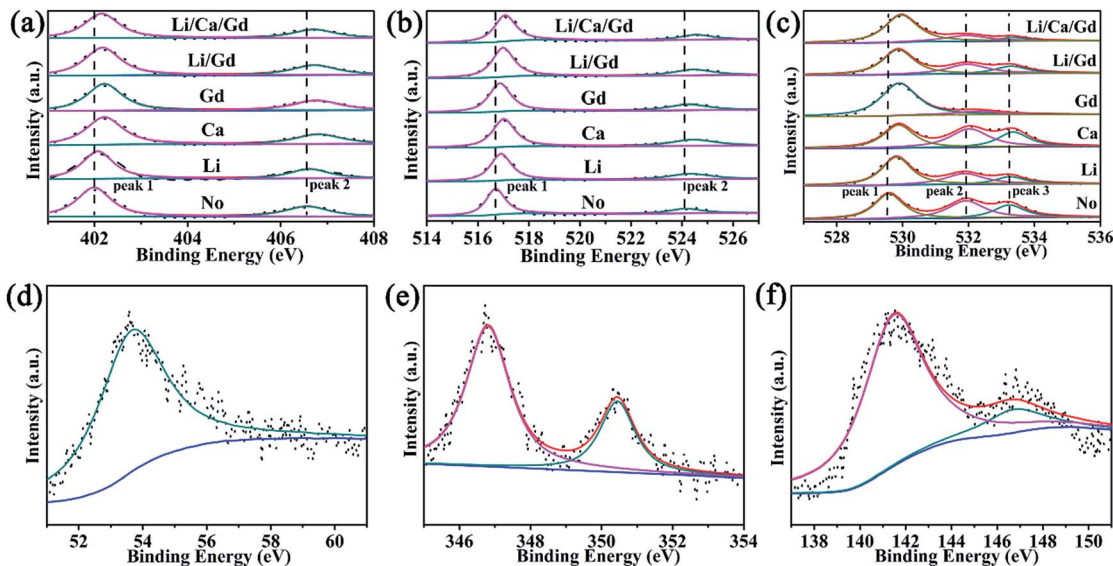 (a)
Li/Ca/Gd
Li/Gd
Gd
Ca
Li
peak 1
peak 2
No
Intensity (a.u.)
402 404 406 408
Binding Energy (eV)
(b)
Li/Ca/Gd
Li/Gd
Gd
Ca
Li
peak 1
peak 2
No
Intensity (a.u.)
514 516 518 520 522 524 526
Binding Energy (eV)
(c)
Li/Ca/Gd
Li/Gd
Gd
Ca
Li
peak 1
peak 2
peak 3
No
Intensity (a.u.)
528 530 532 534 536
Binding Energy (eV)
(d)
Intensity (a.u.)
52 54 56 58 60
Binding Energy (eV)
(e)
Intensity (a.u.)
346 348 350 352 354
Binding Energy (eV)
(f)
Intensity (a.u.)
138 140 142 144 146 148 150
Binding Energy (eV)